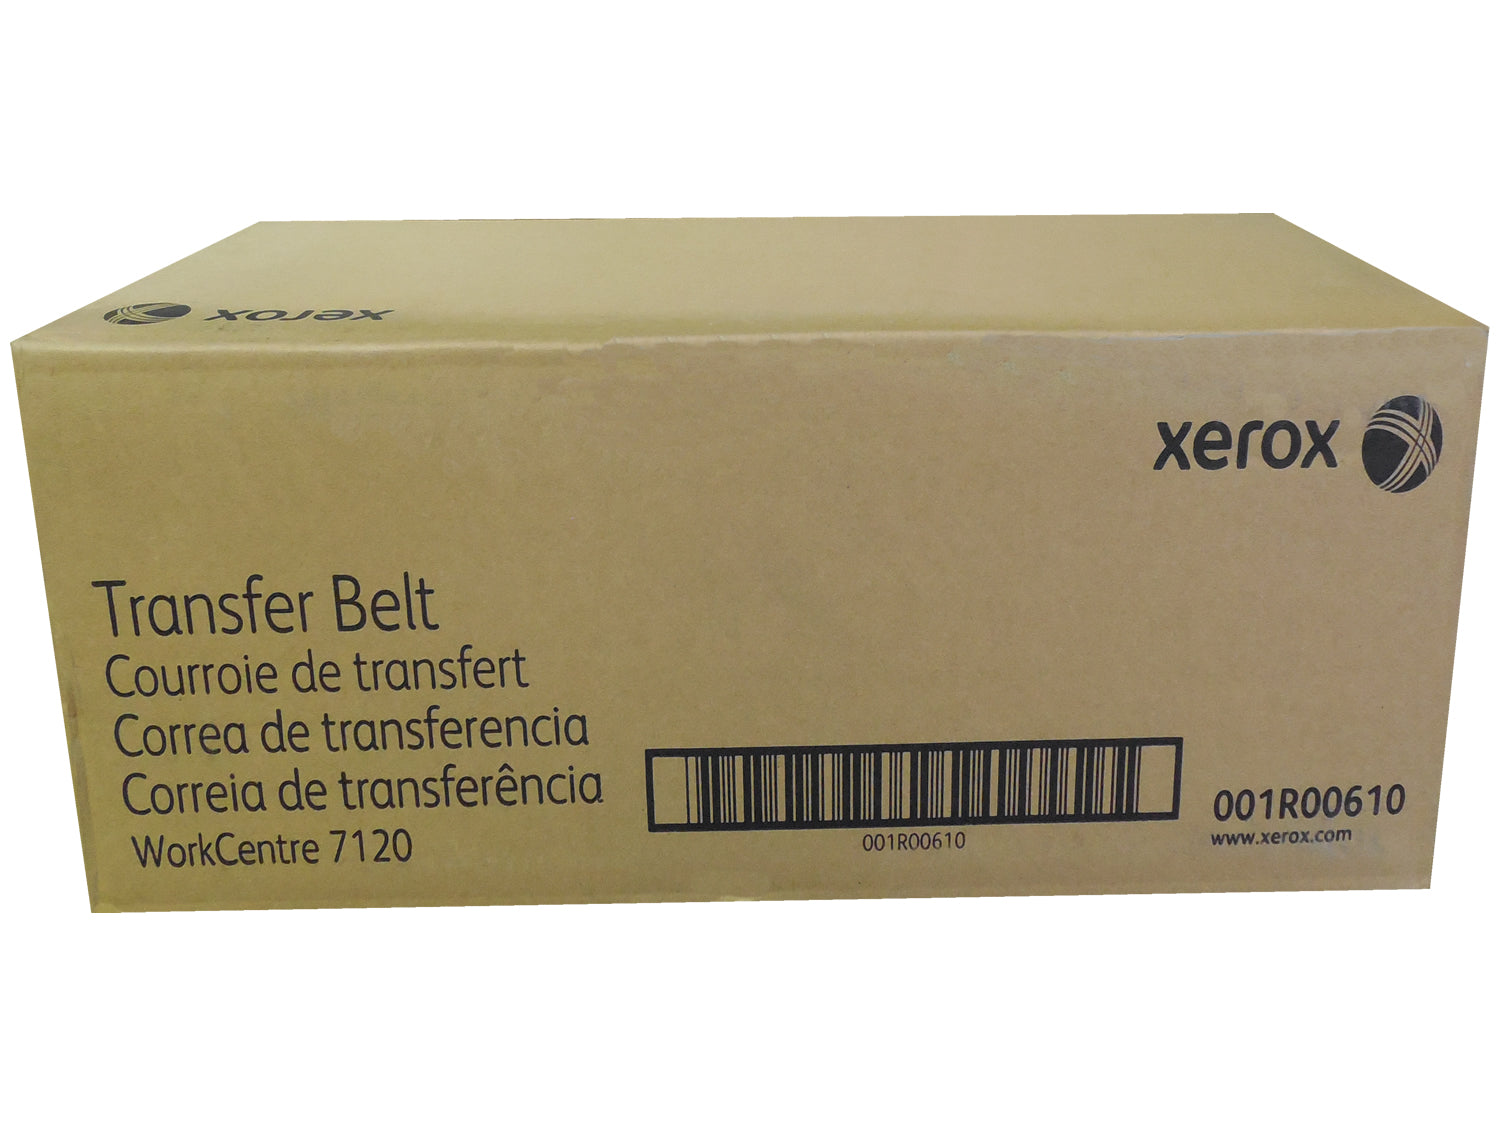 xerox
xerox
Transfer Belt
Courroie de transfert
Correa de transferencia
Correia de transferência
WorkCentre 7120
001R00610
001R00610
www.xerox.com